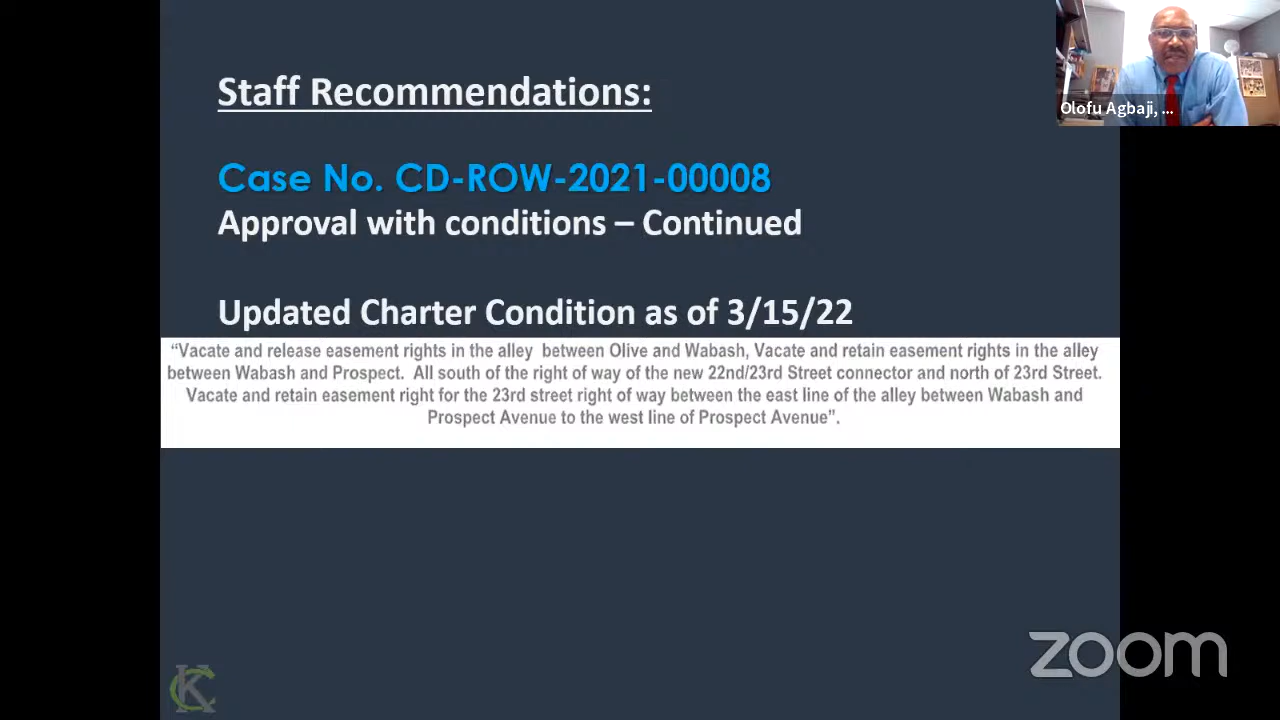 Staff Recommendations:
Olofu Agbaji, ...
Case No. CD-ROW-2021-00008
Approval with conditions – Continued
Updated Charter Condition as of 3/15/22
“Vacate and release easement rights in the alley between Olive and Wabash, Vacate and retain easement rights in the alley
between Wabash and Prospect. All south of the right of way of the new 22nd/23rd Street connector and north of 23rd Street.
Vacate and retain easement right for the 23rd street right of way between the east line of the alley between Wabash and
Prospect Avenue to the west line of Prospect Avenue”.
zoom
KC